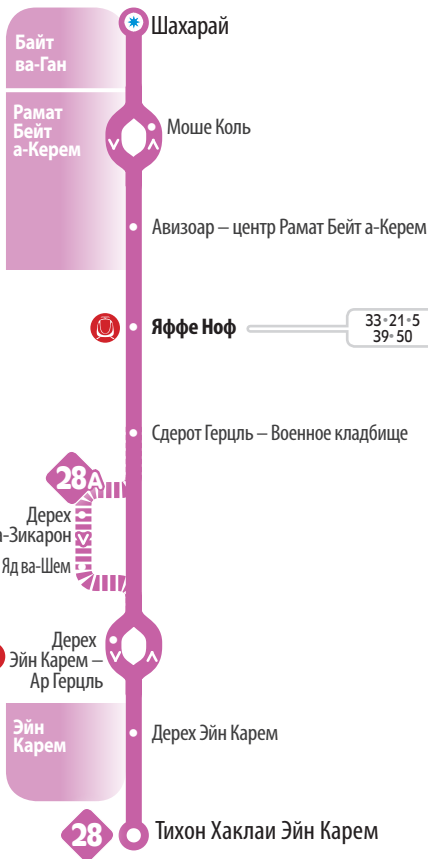 Шахарай
Байт
ва-Ган
Рамат
Бейт
а-Керем
Моше Коль
Авизоар – центр Рамат Бейт а-Керем
Яффе Ноф
33•21•5
39•50
Сдерот Герцль – Военное кладбище
28A
Дерех
а-Зикарон
Яд ва-Шем
Дерех
Эйн Карем –
Ар Герцль
Эйн
Карем
Дерех Эйн Карем
28
Тихон Хаклаи Эйн Карем